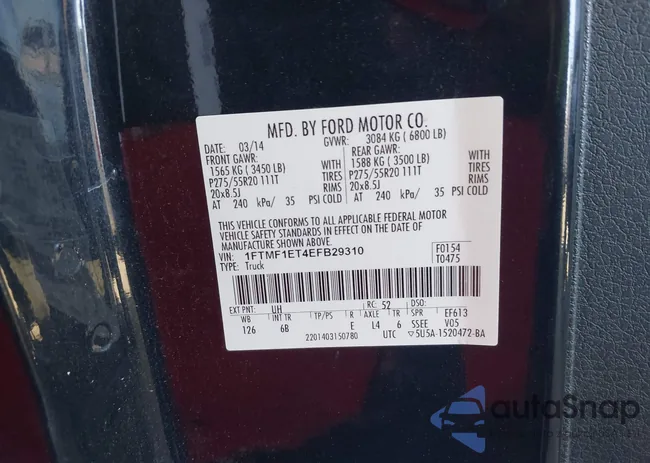 MFD. BY FORD MOTOR CO.
DATE: 03/14 GVWR: 3084 KG ( 6800 LB)
FRONT GAWR: REAR GAWR:
1565 KG ( 3450 LB) WITH 1588 KG ( 3500 LB) WITH
P275/55R20 111T TIRES P275/55R20 111T TIRES
20x8.5J RIMS 20x8.5J RIMS
AT 240 kPa/ 35 PSI COLD AT 240 kPa/ 35 PSI COLD
THIS VEHICLE CONFORMS TO ALL APPLICABLE FEDERAL MOTOR
VEHICLE SAFETY STANDARDS IN EFFECT ON THE DATE OF
MANUFACTURE SHOWN ABOVE.
VIN: 1FTMF1ET4EFB29310 F0154
TYPE: Truck T0475
EXT PNT: UH RC: 52 DSO:
WB INT TR TP/PS R AXLE TR SPR EF613
126 6B E L4 6 SSEE V05
2201403150780 UTC ▽5U5A-1520472-BA
autoSnap